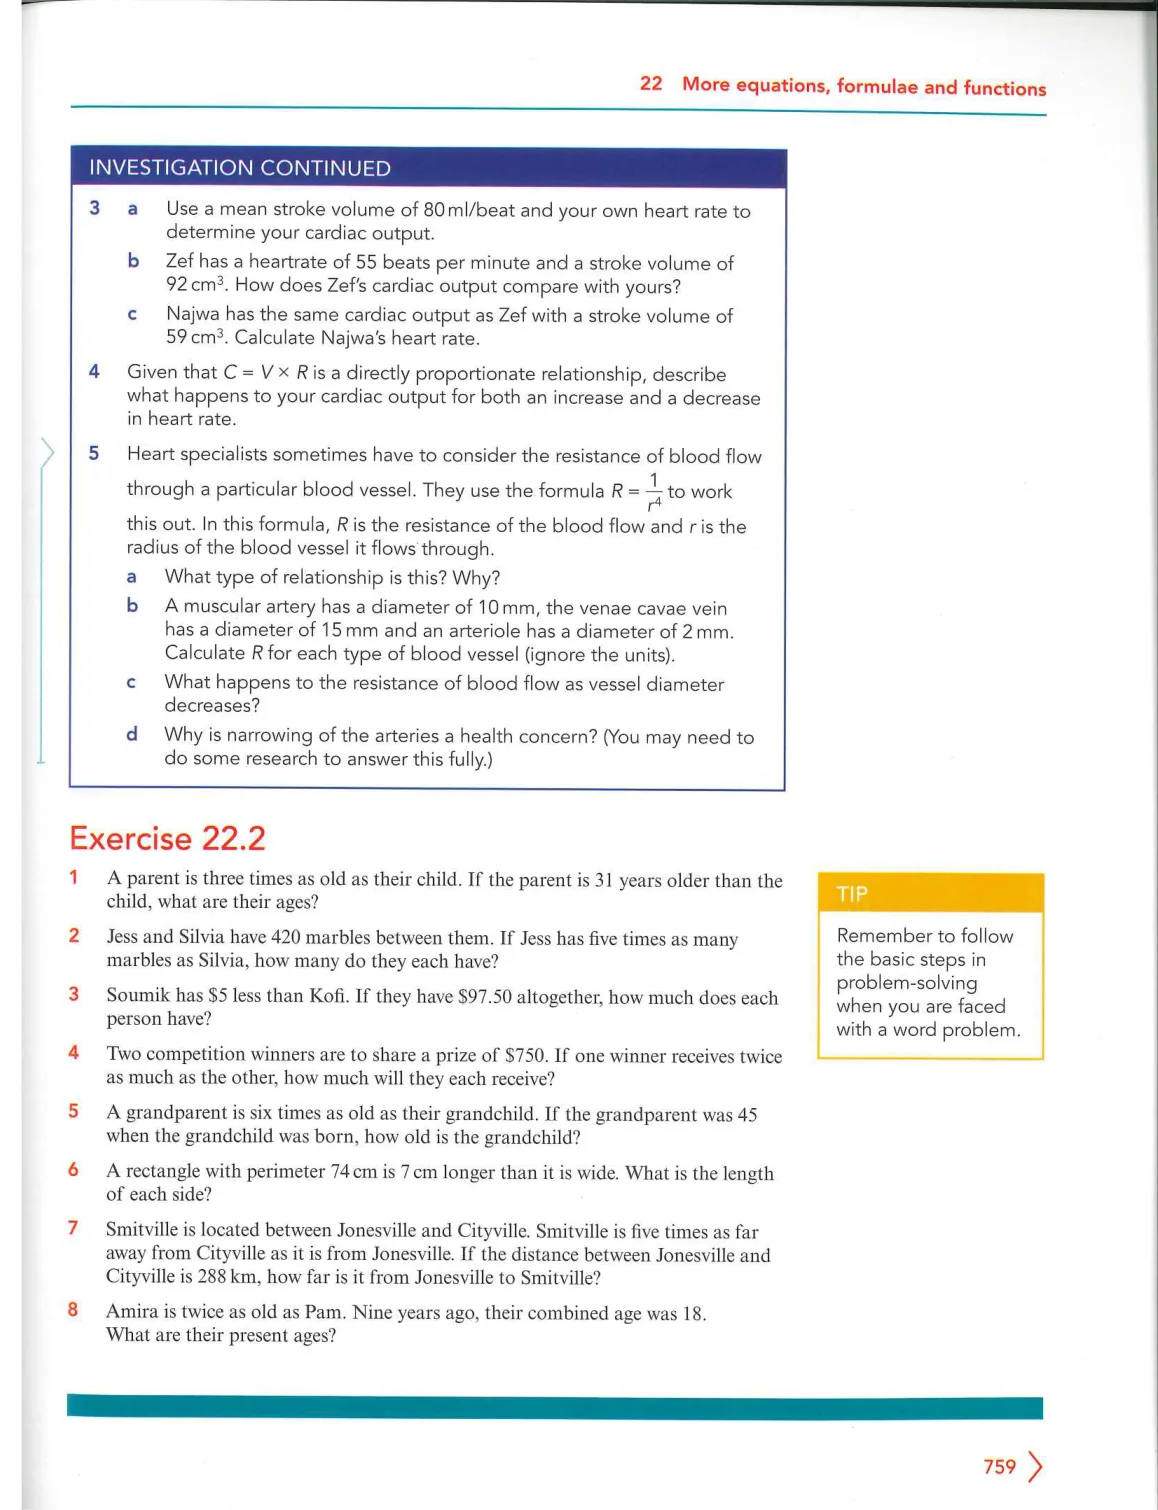 22 More equations, formulae and functions
INVESTIGATION CONTINUED
3 a Use a mean stroke volume of 80 ml/beat and your own heart rate to
determine your cardiac output.
b Zef has a heartrate of 55 beats per minute and a stroke volume of
92 cm³. How does Zef's cardiac output compare with yours?
c Najwa has the same cardiac output as Zef with a stroke volume of
59 cm³. Calculate Najwa's heart rate.
4 Given that C = V × R is a directly proportionate relationship, describe
what happens to your cardiac output for both an increase and a decrease
in heart rate.
5 Heart specialists sometimes have to consider the resistance of blood flow
through a particular blood vessel. They use the formula R = 1/r⁴ to work
this out. In this formula, R is the resistance of the blood flow and r is the
radius of the blood vessel it flows through.
a What type of relationship is this? Why?
b A muscular artery has a diameter of 10 mm, the venae cavae vein
has a diameter of 15 mm and an arteriole has a diameter of 2 mm.
Calculate R for each type of blood vessel (ignore the units).
c What happens to the resistance of blood flow as vessel diameter
decreases?
d Why is narrowing of the arteries a health concern? (You may need to
do some research to answer this fully.)
Exercise 22.2
1 A parent is three times as old as their child. If the parent is 31 years older than the
child, what are their ages?
2 Jess and Silvia have 420 marbles between them. If Jess has five times as many
marbles as Silvia, how many do they each have?
3 Soumik has $5 less than Kofi. If they have $97.50 altogether, how much does each
person have?
4 Two competition winners are to share a prize of $750. If one winner receives twice
as much as the other, how much will they each receive?
5 A grandparent is six times as old as their grandchild. If the grandparent was 45
when the grandchild was born, how old is the grandchild?
6 A rectangle with perimeter 74 cm is 7 cm longer than it is wide. What is the length
of each side?
7 Smitville is located between Jonesville and Cityville. Smitville is five times as far
away from Cityville as it is from Jonesville. If the distance between Jonesville and
Cityville is 288 km, how far is it from Jonesville to Smitville?
8 Amira is twice as old as Pam. Nine years ago, their combined age was 18.
What are their present ages?
TIP
Remember to follow
the basic steps in
problem-solving
when you are faced
with a word problem.
759